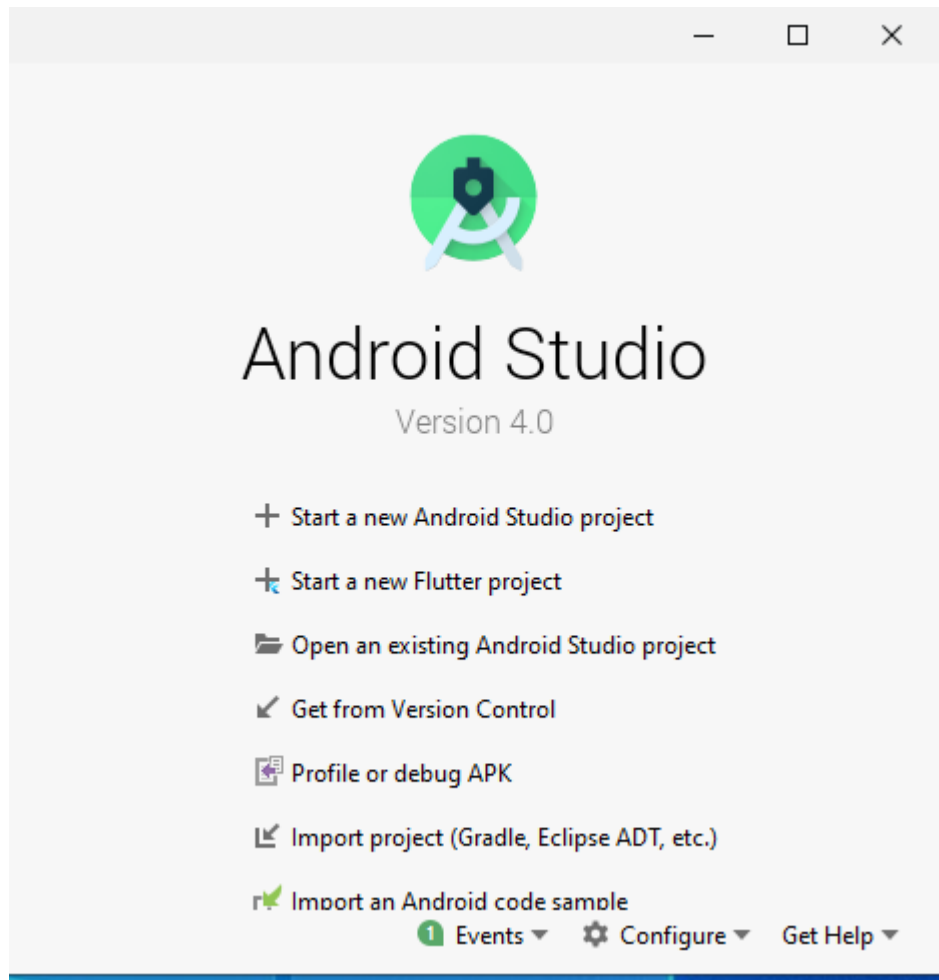 Android Studio
Version 4.0
Start a new Android Studio project
Start a new Flutter project
Open an existing Android Studio project
Get from Version Control
Profile or debug APK
Import project (Gradle, Eclipse ADT, etc.)
Import an Android code sample
1 Events Configure Get Help